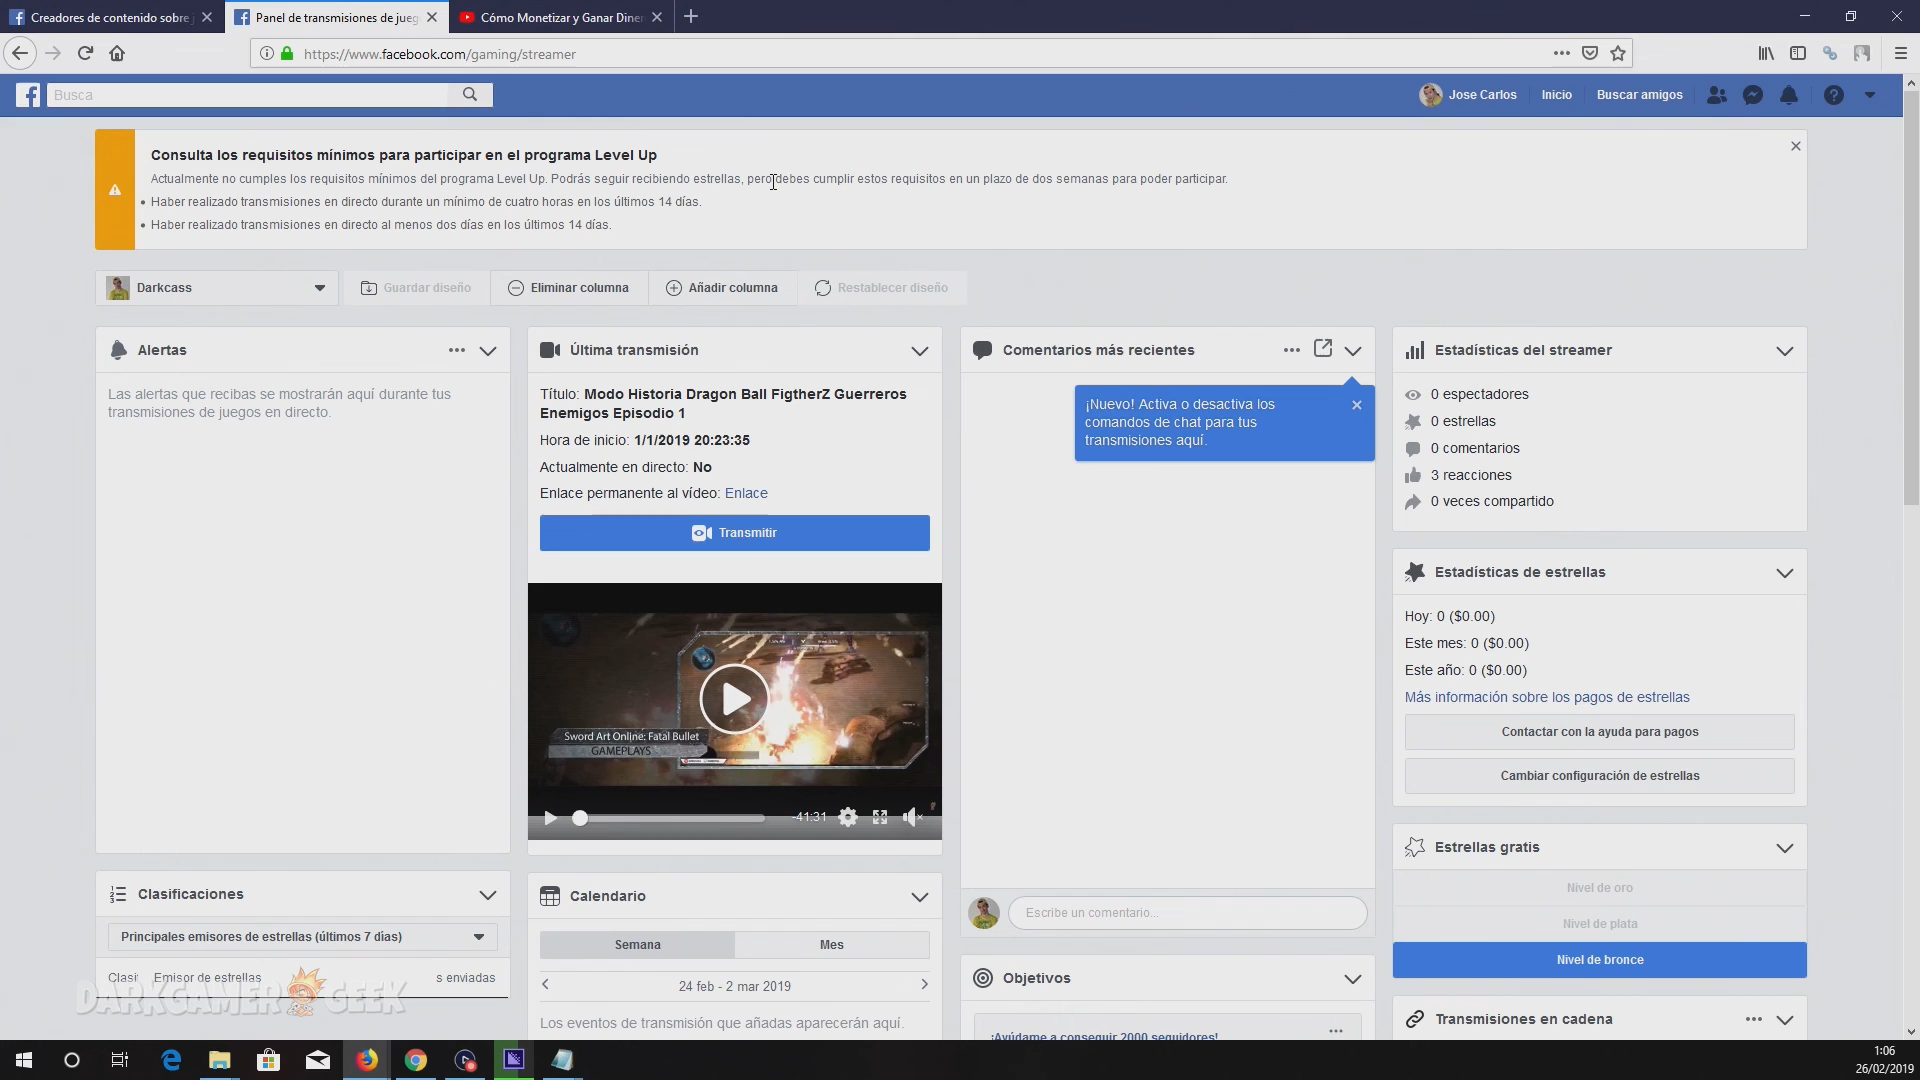 Creadores de contenido sobre j
Panel de transmisiones de jueg
Cómo Monetizar y Ganar Diner
https://www.facebook.com/gaming/streamer
Busca
Jose Carlos
Inicio
Buscar amigos
Consulta los requisitos mínimos para participar en el programa Level Up
Actualmente no cumples los requisitos mínimos del programa Level Up. Podrás seguir recibiendo estrellas, pero debes cumplir estos requisitos en un plazo de dos semanas para poder participar.
• Haber realizado transmisiones en directo durante un mínimo de cuatro horas en los últimos 14 días.
• Haber realizado transmisiones en directo al menos dos días en los últimos 14 días.
Darkcass
Guardar diseño
Eliminar columna
Añadir columna
Restablecer diseño
Alertas
Las alertas que recibas se mostrarán aquí durante tus
transmisiones de juegos en directo.
Clasificaciones
Principales emisores de estrellas (últimos 7 días)
Clasi
Emisor de estrellas
s enviadas
DARKGAMER GEEK
Última transmisión
Título: Modo Historia Dragon Ball FigtherZ Guerreros
Enemigos Episodio 1
Hora de inicio: 1/1/2019 20:23:35
Actualmente en directo: No
Enlace permanente al vídeo: Enlace
Transmitir
Sword Art Online: Fatal Bullet
GAMEPLAYS
-41:31
Calendario
Semana
Mes
24 feb - 2 mar 2019
Los eventos de transmisión que añadas aparecerán aquí.
Comentarios más recientes
¡Nuevo! Activa o desactiva los
comandos de chat para tus
transmisiones aquí.
Escribe un comentario...
Objetivos
¡Ayúdame a conseguir 2000 seguidores!
Estadísticas del streamer
0 espectadores
0 estrellas
0 comentarios
3 reacciones
0 veces compartido
Estadísticas de estrellas
Hoy: 0 ($0.00)
Este mes: 0 ($0.00)
Este año: 0 ($0.00)
Más información sobre los pagos de estrellas
Contactar con la ayuda para pagos
Cambiar configuración de estrellas
Estrellas gratis
Nivel de oro
Nivel de plata
Nivel de bronce
Transmisiones en cadena
1:06
26/02/2019